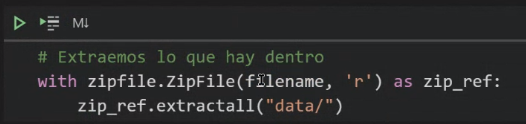 M↓
# Extraemos lo que hay dentro
with zipfile.ZipFile(filename, 'r') as zip_ref:
    zip_ref.extractall("data/")